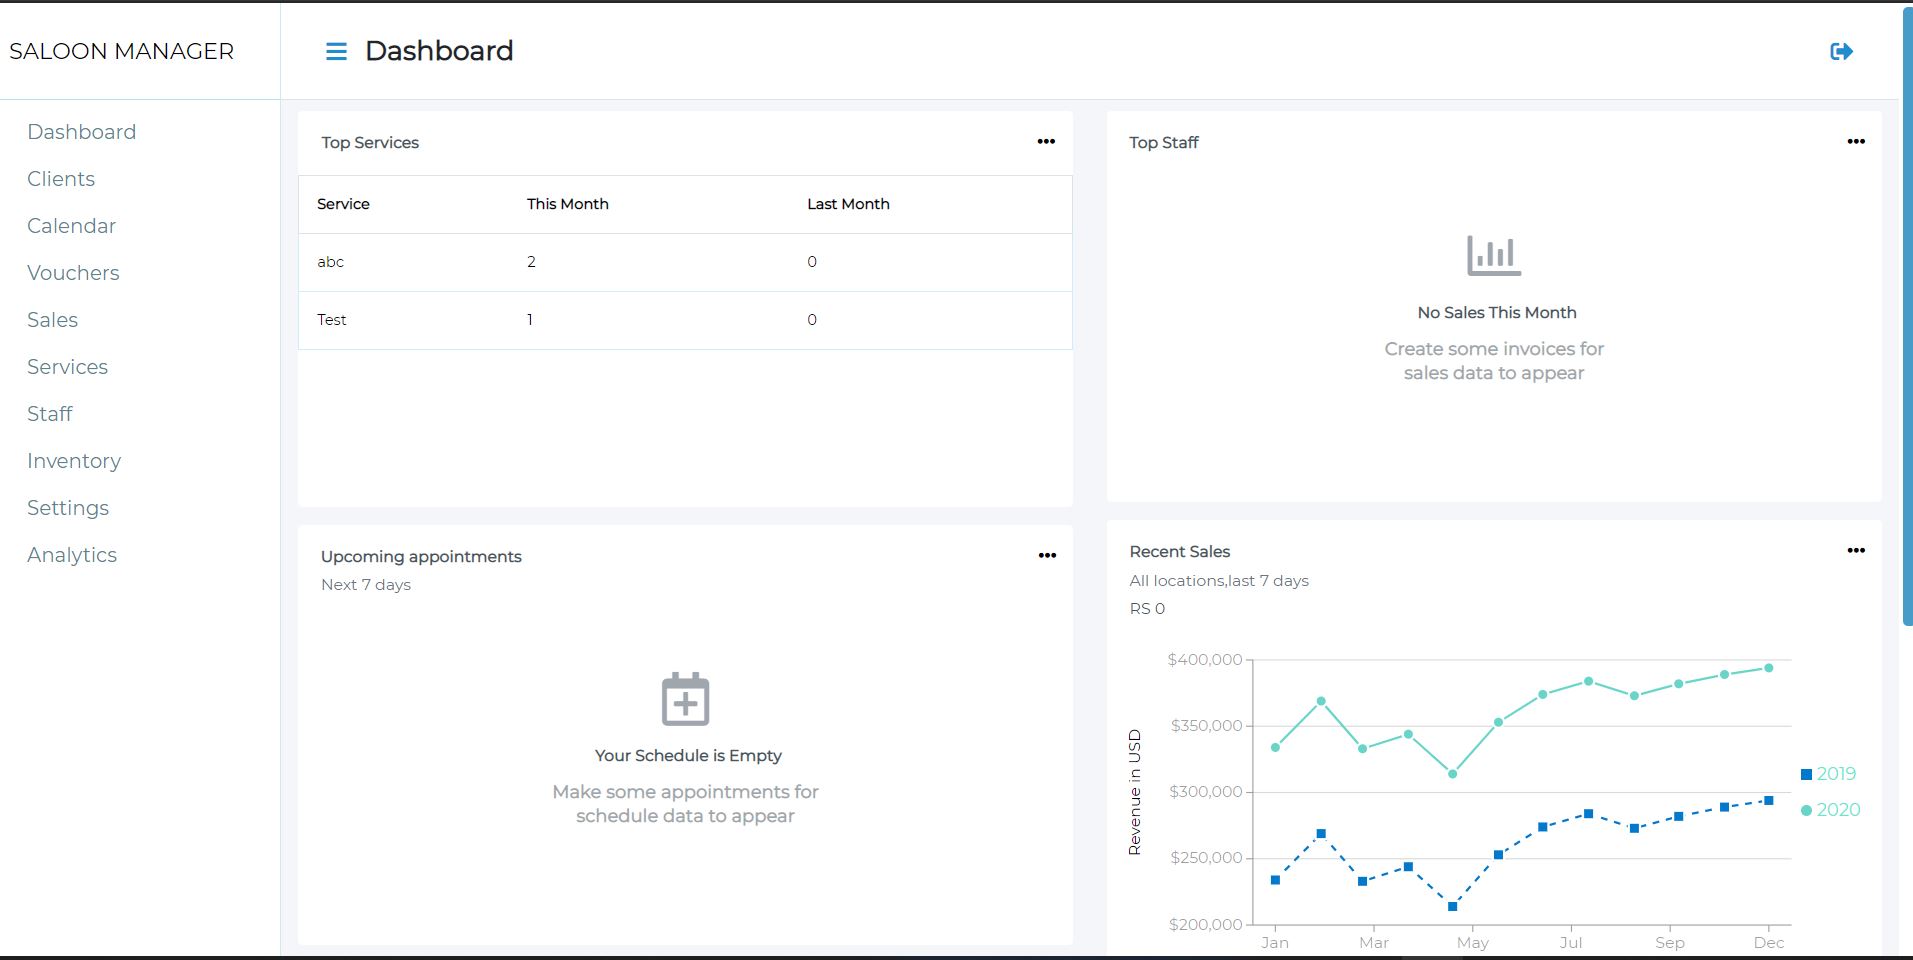 SALOON MANAGER
Dashboard
Dashboard
Clients
Calendar
Vouchers
Sales
Services
Staff
Inventory
Settings
Analytics
Top Services
Service This Month Last Month
abc 2 0
Test 1 0
Top Staff
No Sales This Month
Create some invoices for
sales data to appear
Upcoming appointments
Next 7 days
Your Schedule is Empty
Make some appointments for
schedule data to appear
Recent Sales
All locations,last 7 days
RS 0
Revenue in USD
$400,000
$350,000
$300,000
$250,000
$200,000
Jan Mar May Jul Sep Dec
2019
2020